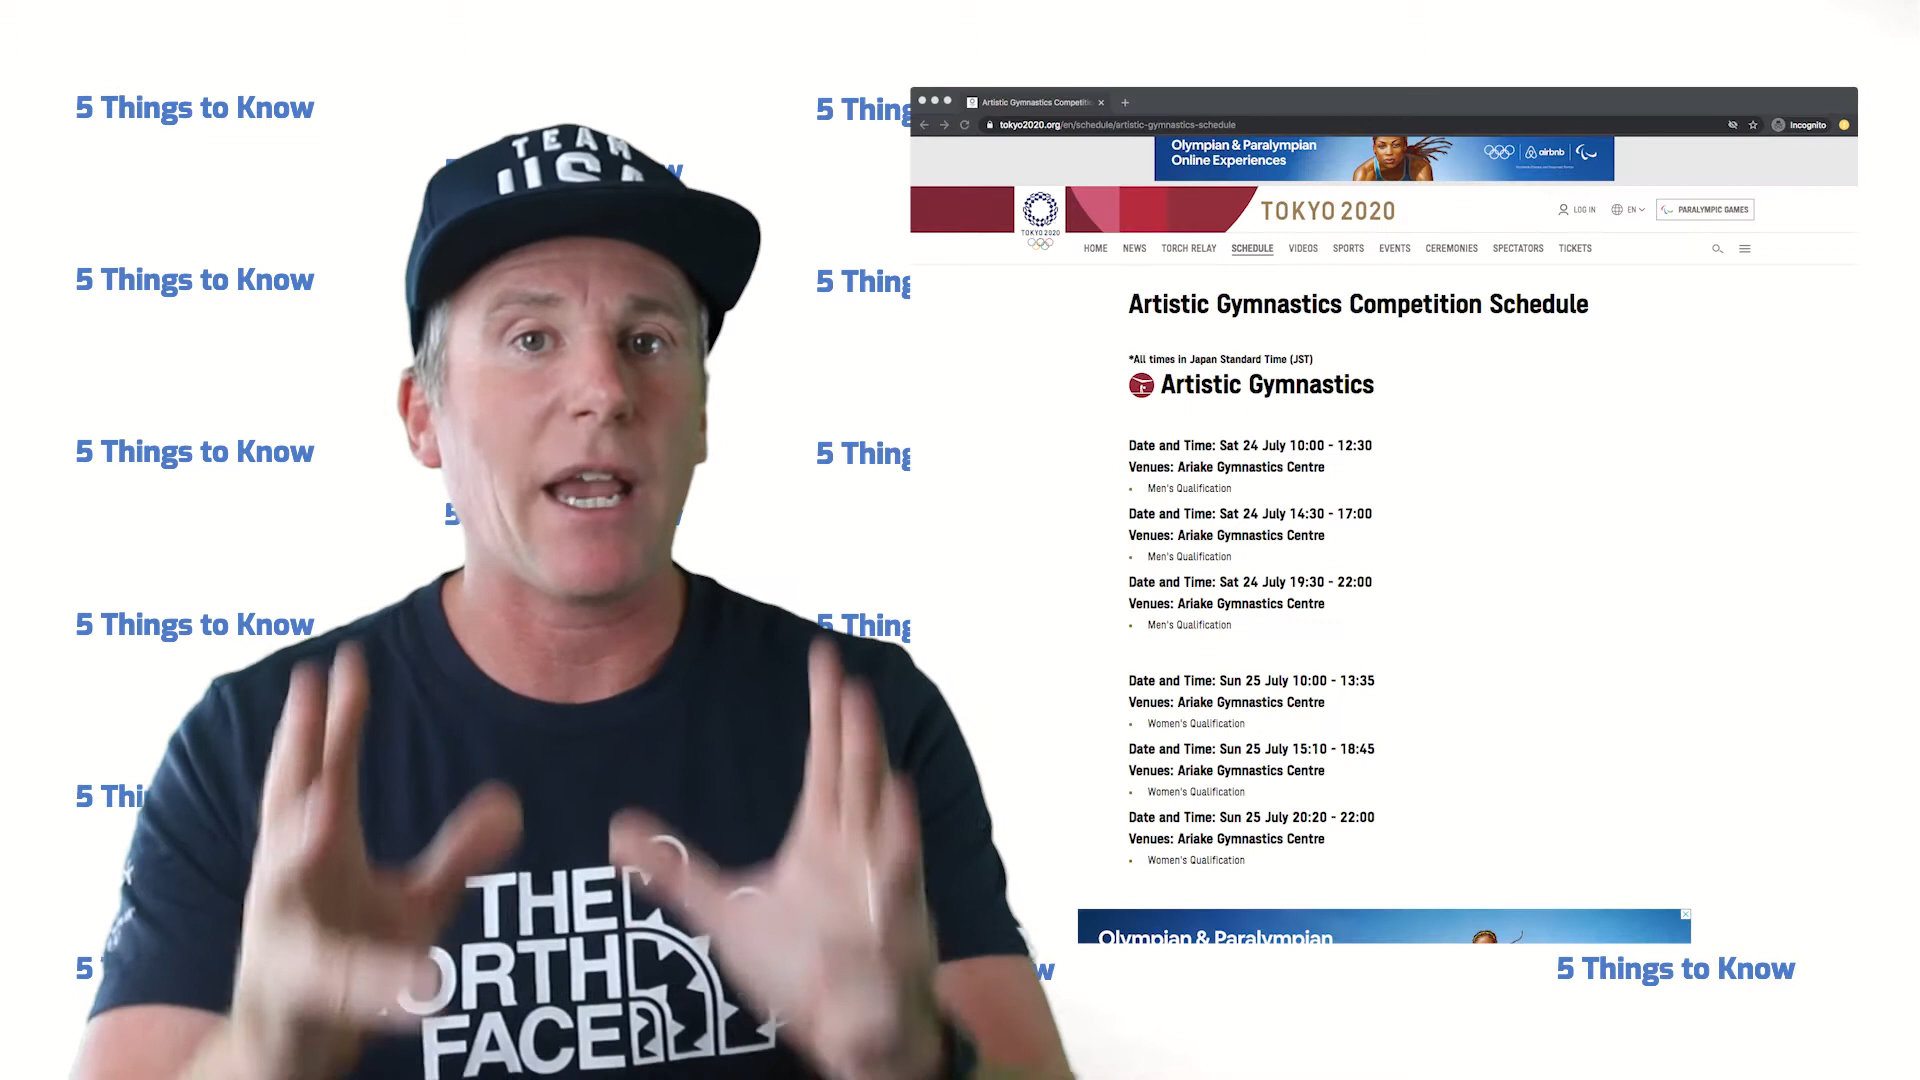 5 Things to Know
5 Thing
5 Things to Know
5 Thing
5 Things to Know
5 Thing
5 Things to Know
5 Thing
5 Thi
5
w
5 Things to Know
TEAM
USA
THE
NORTH
FACE
Artistic Gymnastics Competiti
tokyo2020.org/en/schedule/artistic-gymnastics-schedule
Incognito
Olympian & Paralympian
Online Experiences
airbnb
TOKYO 2020
TOKYO 2020
LOG IN
EN
PARALYMPIC GAMES
HOME NEWS TORCH RELAY SCHEDULE VIDEOS SPORTS EVENTS CEREMONIES SPECTATORS TICKETS
Artistic Gymnastics Competition Schedule
*All times in Japan Standard Time (JST)
Artistic Gymnastics
Date and Time: Sat 24 July 10:00 - 12:30
Venues: Ariake Gymnastics Centre
Men's Qualification
Date and Time: Sat 24 July 14:30 - 17:00
Venues: Ariake Gymnastics Centre
Men's Qualification
Date and Time: Sat 24 July 19:30 - 22:00
Venues: Ariake Gymnastics Centre
Men's Qualification
Date and Time: Sun 25 July 10:00 - 13:35
Venues: Ariake Gymnastics Centre
Women's Qualification
Date and Time: Sun 25 July 15:10 - 18:45
Venues: Ariake Gymnastics Centre
Women's Qualification
Date and Time: Sun 25 July 20:20 - 22:00
Venues: Ariake Gymnastics Centre
Women's Qualification
Olympian & Paralympian